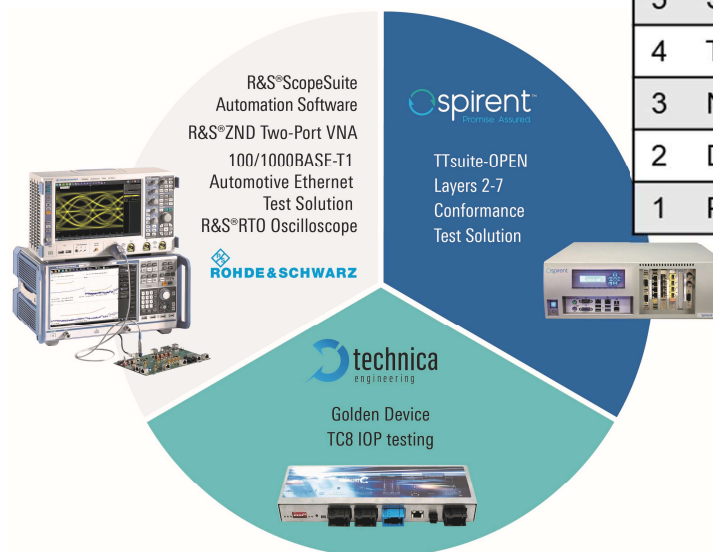 R&S®ScopeSuite
Automation Software
R&S®ZND Two-Port VNA
100/1000BASE-T1
Automotive Ethernet
Test Solution
R&S®RTO Oscilloscope
ROHDE&SCHWARZ
spirent™
Promise Assured.
TTsuite-OPEN
Layers 2-7
Conformance
Test Solution
4
3
2
1
spirent
technica
engineering
Golden Device
TC8 IOP testing